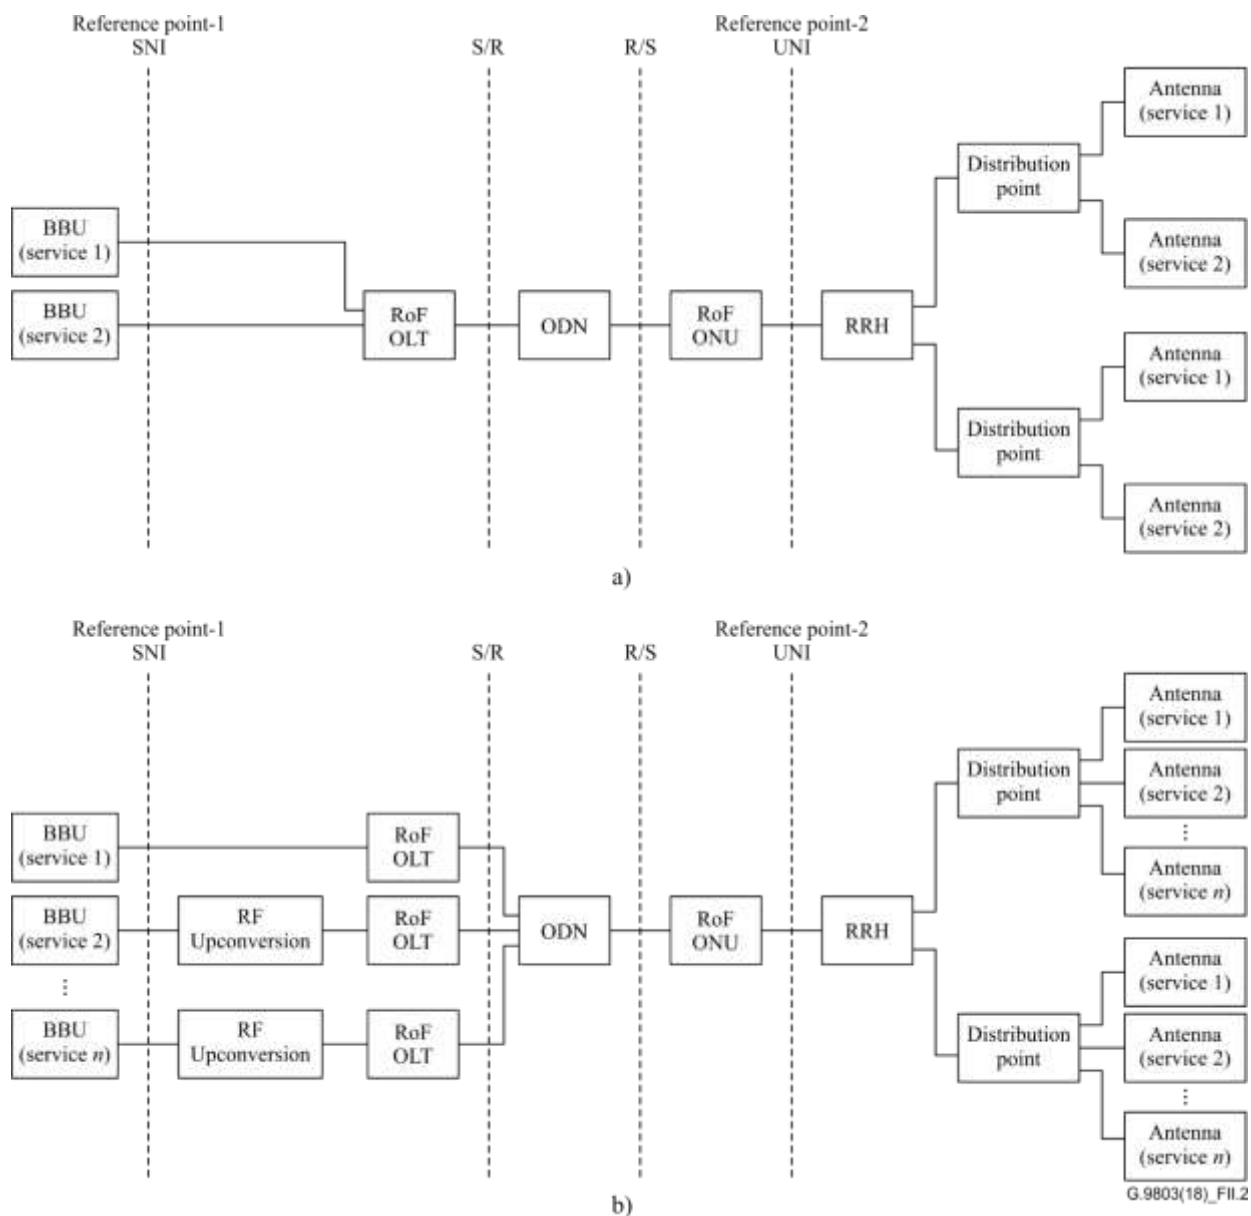 Reference point-1
SNI
S/R
R/S
Reference point-2
UNI
Antenna
(service 1)
Distribution
point
BBU
(service 1)
Antenna
(service 2)
BBU
(service 2)
RoF
OLT
ODN
RoF
ONU
RRH
Antenna
(service 1)
Distribution
point
Antenna
(service 2)
a)
Reference point-1
SNI
S/R
R/S
Reference point-2
UNI
Antenna
(service 1)
Distribution
point
Antenna
(service 2)
⋮
BBU
(service 1)
RoF
OLT
Antenna
(service n)
BBU
(service 2)
RF
Upconversion
RoF
OLT
ODN
RoF
ONU
RRH
Antenna
(service 1)
⋮
BBU
(service n)
RF
Upconversion
RoF
OLT
Distribution
point
Antenna
(service 2)
⋮
Antenna
(service n)
G.9803(18)_FII.2
b)